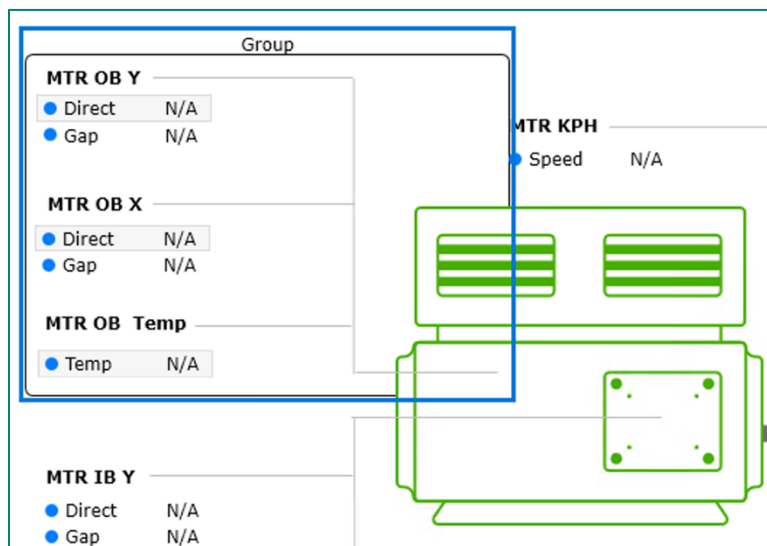 Group
MTR OB Y
Direct N/A
Gap N/A
MTR KPH
Speed N/A
MTR OB X
Direct N/A
Gap N/A
MTR OB Temp
Temp N/A
MTR IB Y
Direct N/A
Gap N/A